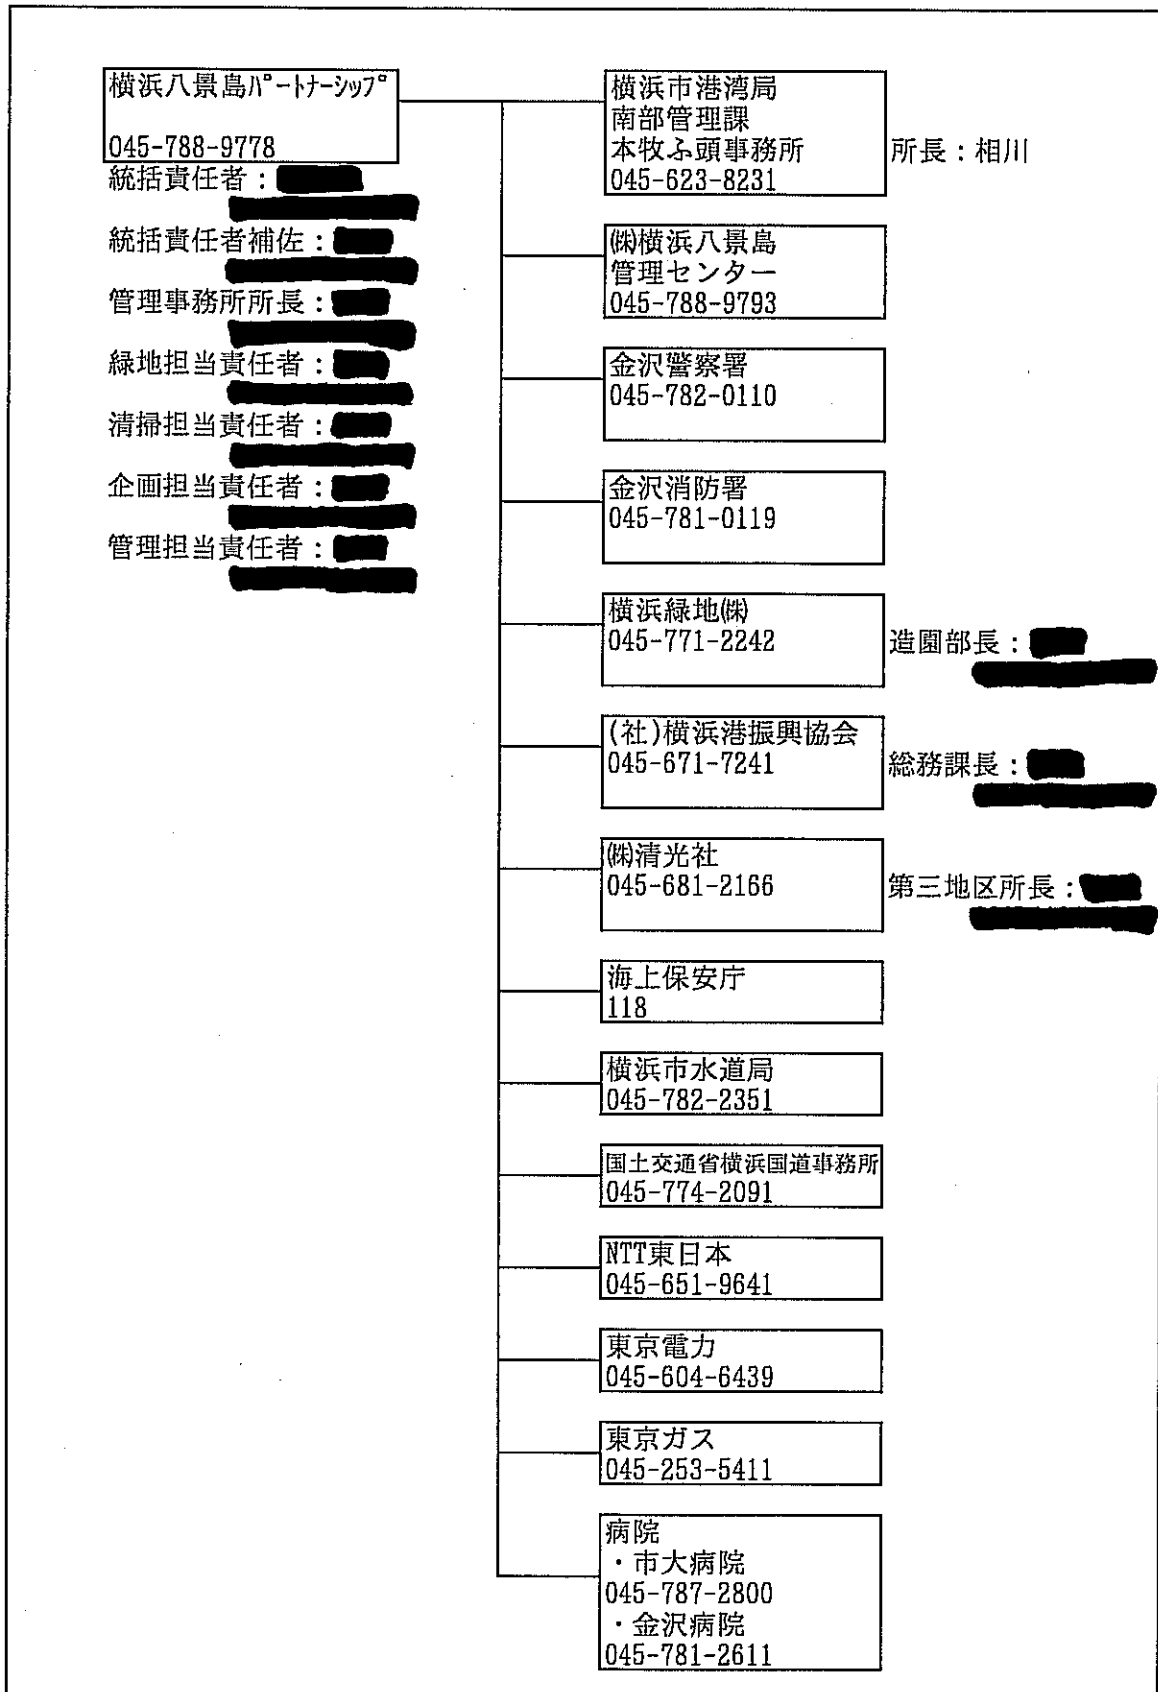 横浜八景島ﾊﾟｰﾄﾅｰｼｯﾌﾟ
045-788-9778
統括責任者：
統括責任者補佐：
管理事務所所長：
緑地担当責任者：
清掃担当責任者：
企画担当責任者：
管理担当責任者：
横浜市港湾局
南部管理課
本牧ふ頭事務所
045-623-8231
所長：相川
㈱横浜八景島
管理センター
045-788-9793
金沢警察署
045-782-0110
金沢消防署
045-781-0119
横浜緑地㈱
045-771-2242
造園部長：
(社)横浜港振興協会
045-671-7241
総務課長：
㈱清光社
045-681-2166
第三地区所長：
海上保安庁
118
横浜市水道局
045-782-2351
国土交通省横浜国道事務所
045-774-2091
NTT東日本
045-651-9641
東京電力
045-604-6439
東京ガス
045-253-5411
病院
・市大病院
045-787-2800
・金沢病院
045-781-2611